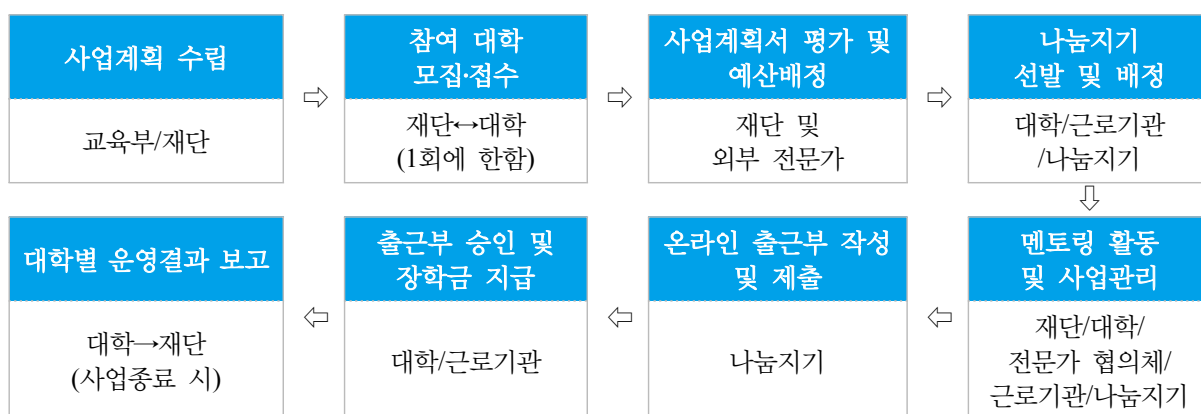 사업계획 수립
교육부/재단
참여 대학
모집·접수
재단↔대학
(1회에 한함)
사업계획서 평가 및
예산배정
재단 및
외부 전문가
나눔지기
선발 및 배정
대학/근로기관
/나눔지기
멘토링 활동
및 사업관리
재단/대학/
전문가 협의체/
근로기관/나눔지기
온라인 출근부 작성
및 제출
나눔지기
출근부 승인 및
장학금 지급
대학/근로기관
대학별 운영결과 보고
대학→재단
(사업종료 시)